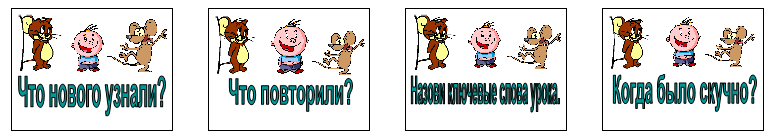 Что нового узнали?
Что повторили?
Назови ключевые слова урока.
Когда было скучно?